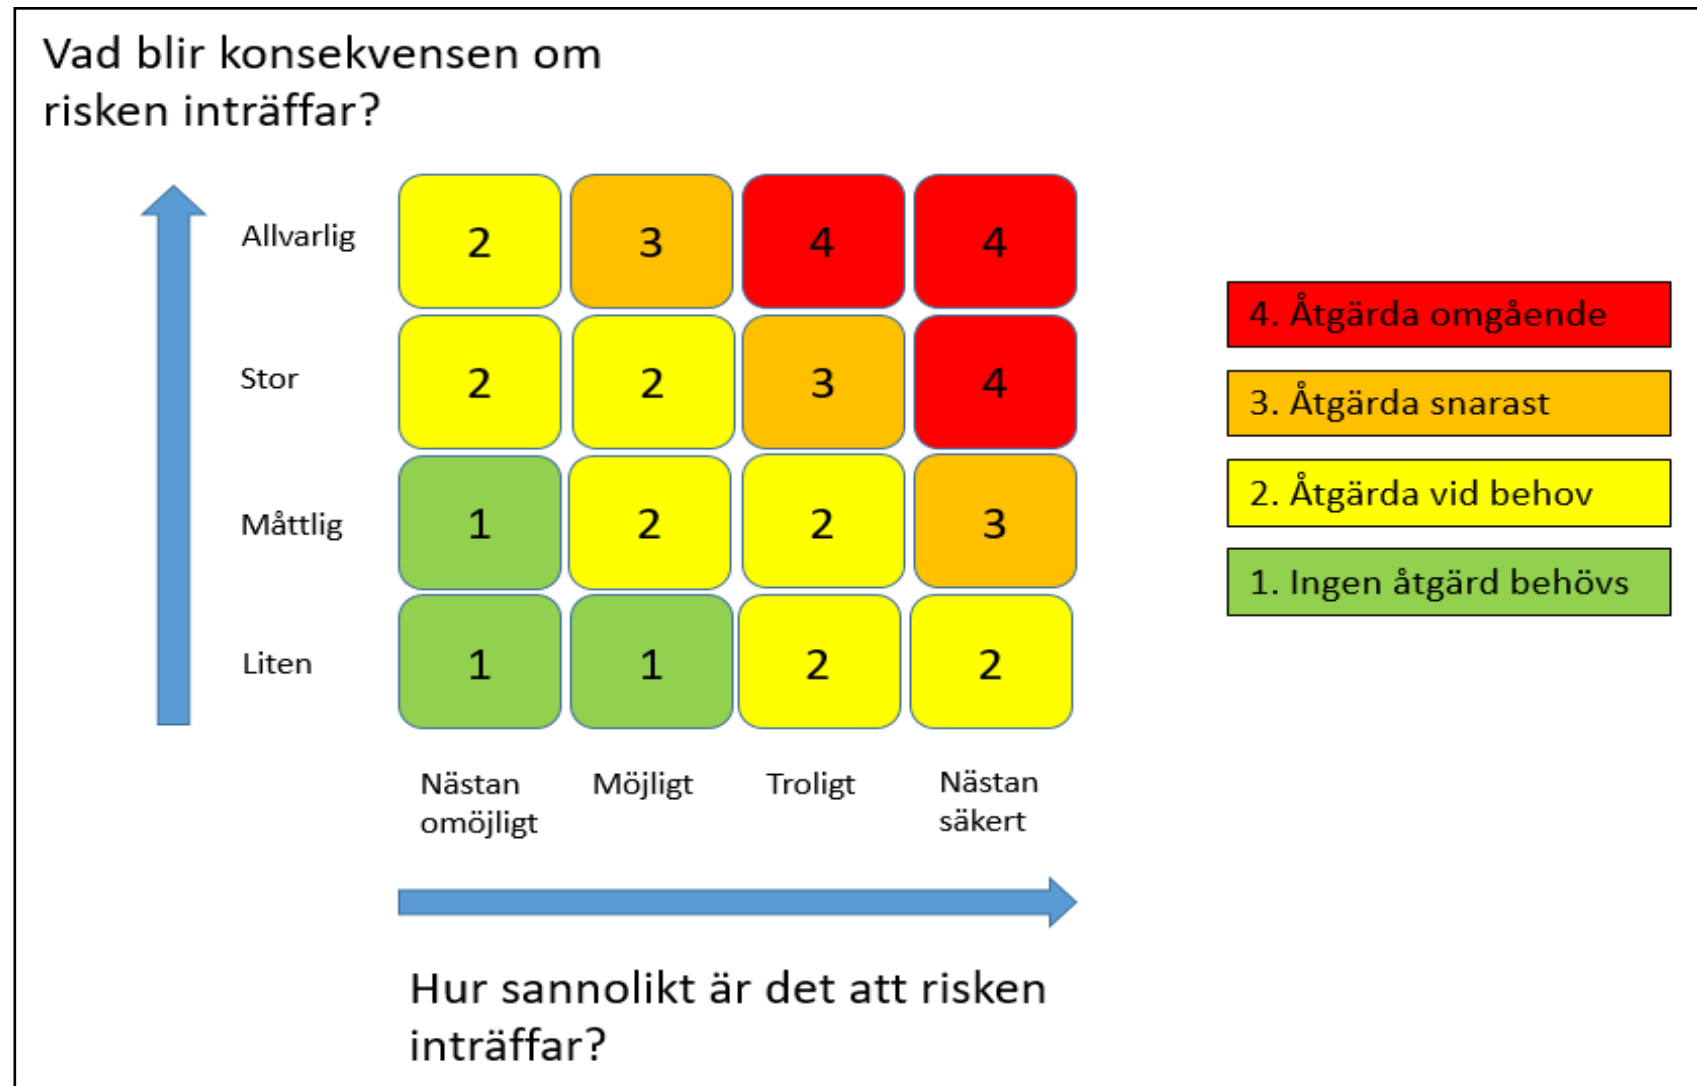 Vad blir konsekvensen om
risken inträffar?
Allvarlig 2 3 4 4
Stor 2 2 3 4
Måttlig 1 2 2 3
Liten 1 1 2 2
Nästan omöjligt Möjligt Troligt Nästan säkert
4. Åtgärda omgående
3. Åtgärda snarast
2. Åtgärda vid behov
1. Ingen åtgärd behövs
Hur sannolikt är det att risken
inträffar?